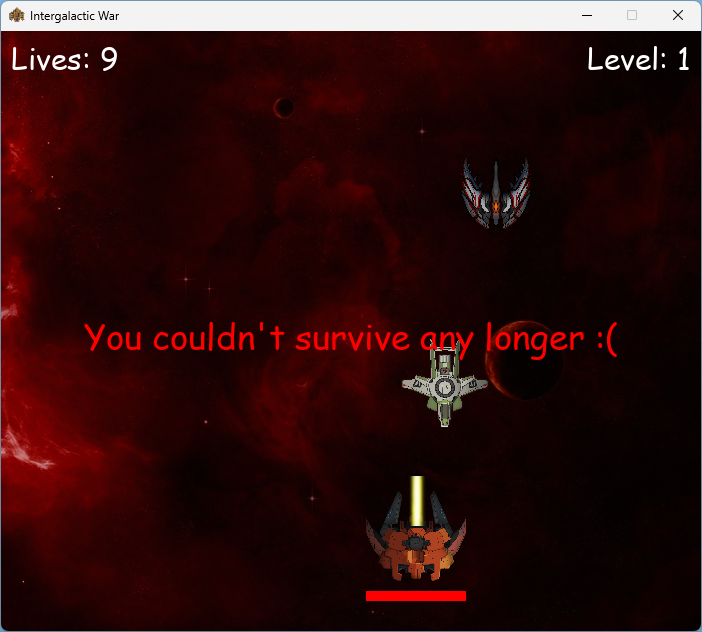 Intergalactic War
Lives: 9
Level: 1
You couldn't survive any longer :(